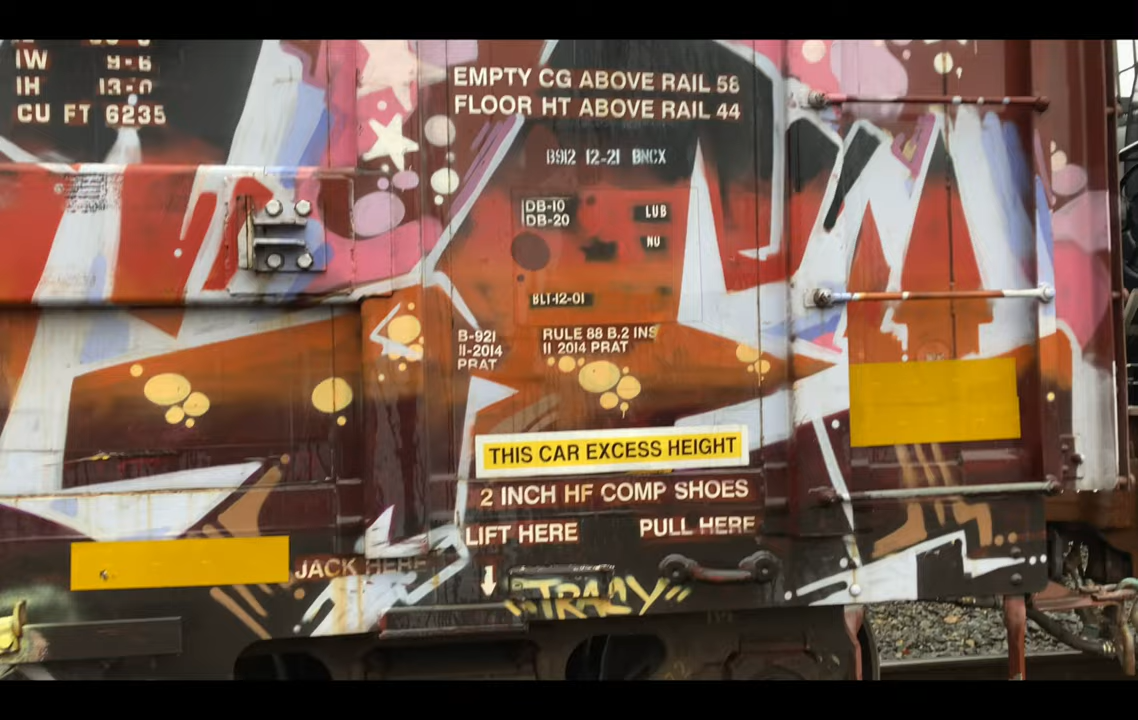 IW 9-6
IH 13-0
CU FT 6235
EMPTY CG ABOVE RAIL 58
FLOOR HT ABOVE RAIL 44
B912 12-21 BNCX
DB-10
DB-20
LUB
NU
BLT-12-01
B-921
11-2014
PRAT
RULE 88 B.2 INS
11 2014 PRAT
THIS CAR EXCESS HEIGHT
2 INCH HF COMP SHOES
LIFT HERE
PULL HERE
JACK HERE
"TRACY"